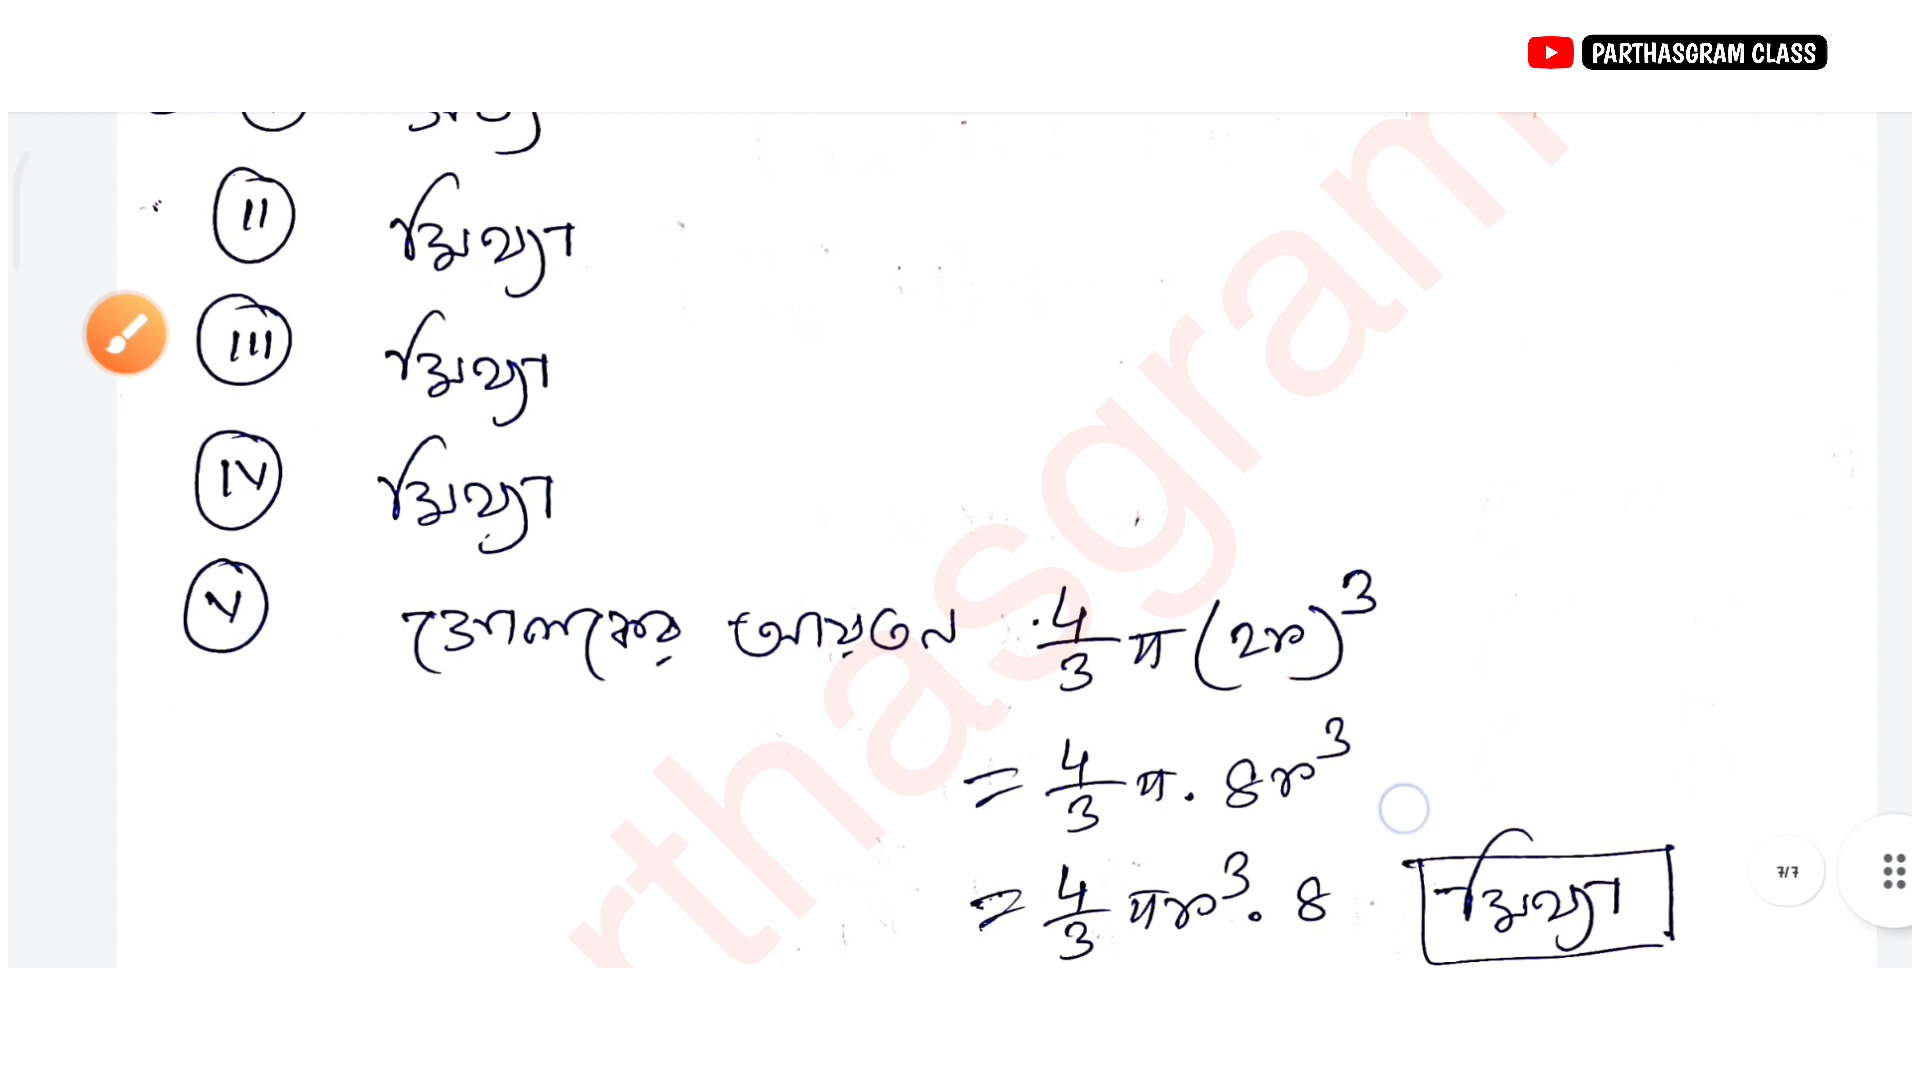 PARTHASGRAM CLASS
II মিথ্যা
III মিথ্যা
IV মিথ্যা
V গোলকের আয়তন 4/3 π (2r)³
= 4/3 π. 8r³
= 4/3 πr³. 8 মিথ্যা
7/7
rthasgram